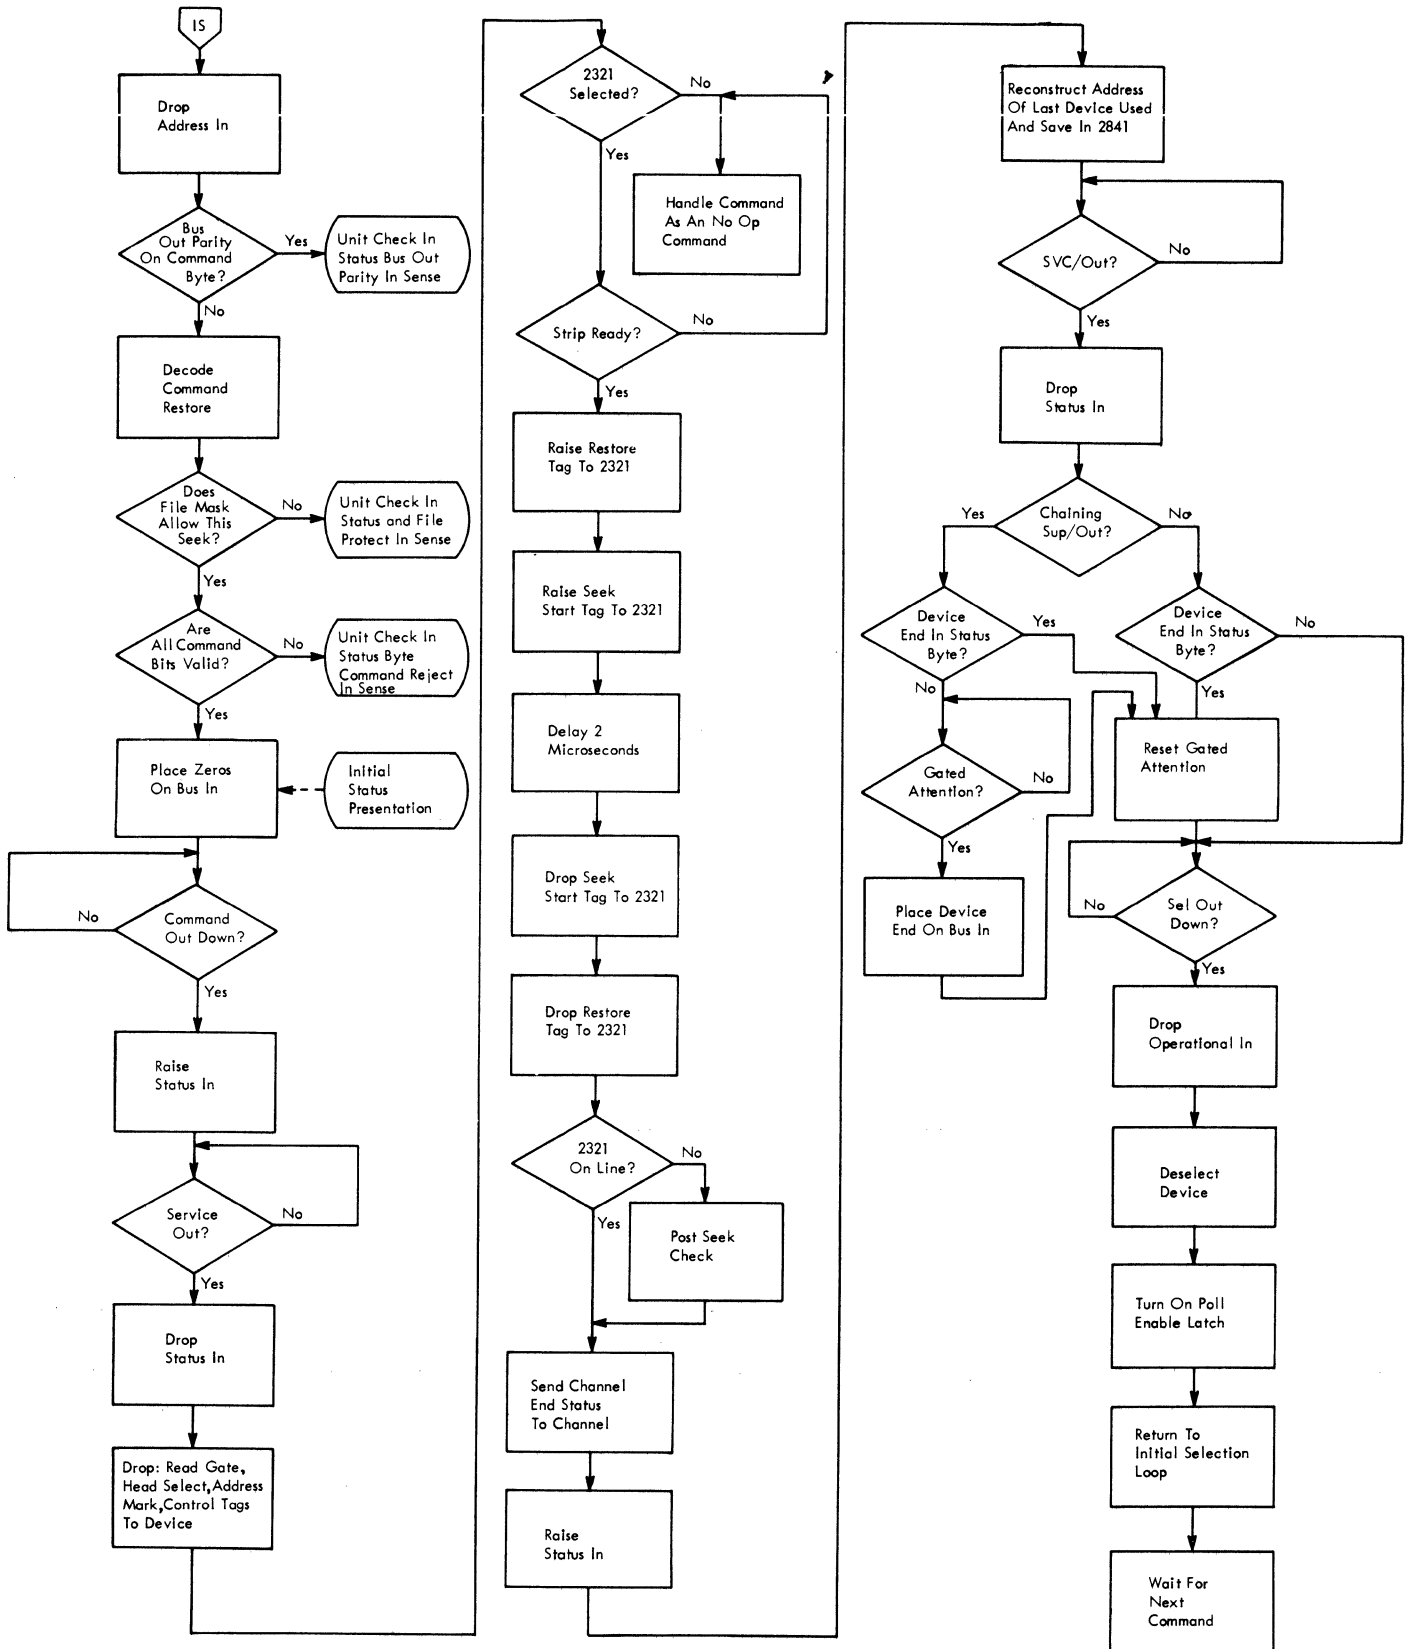 IS
Drop
Address In
Bus
Out Parity
On Command
Byte?
Yes
Unit Check In
Status Bus Out
Parity In Sense
No
Decode
Command
Restore
Does
File Mask
Allow This
Seek?
No
Unit Check In
Status and File
Protect In Sense
Yes
Are
All Command
Bits Valid?
No
Unit Check In
Status Byte
Command Reject
In Sense
Yes
Place Zeros
On Bus In
Initial
Status
Presentation
No
Command
Out Down?
Yes
Raise
Status In
Service
Out?
No
Yes
Drop
Status In
Drop: Read Gate,
Head Select,Address
Mark,Control Tags
To Device
2321
Selected?
No
Yes
Handle Command
As An No Op
Command
Strip Ready?
No
Yes
Raise Restore
Tag To 2321
Raise Seek
Start Tag To 2321
Delay 2
Microseconds
Drop Seek
Start Tag To 2321
Drop Restore
Tag To 2321
2321
On Line?
No
Yes
Post Seek
Check
Send Channel
End Status
To Channel
Raise
Status In
Reconstruct Address
Of Last Device Used
And Save In 2841
SVC/Out?
No
Yes
Drop
Status In
Yes
Chaining
Sup/Out?
No
Device
End In Status
Byte?
Yes
No
Device
End In Status
Byte?
No
Yes
Gated
Attention?
No
Yes
Reset Gated
Attention
Place Device
End On Bus In
No
Sel Out
Down?
Yes
Drop
Operational In
Deselect
Device
Turn On Poll
Enable Latch
Return To
Initial Selection
Loop
Wait For
Next
Command